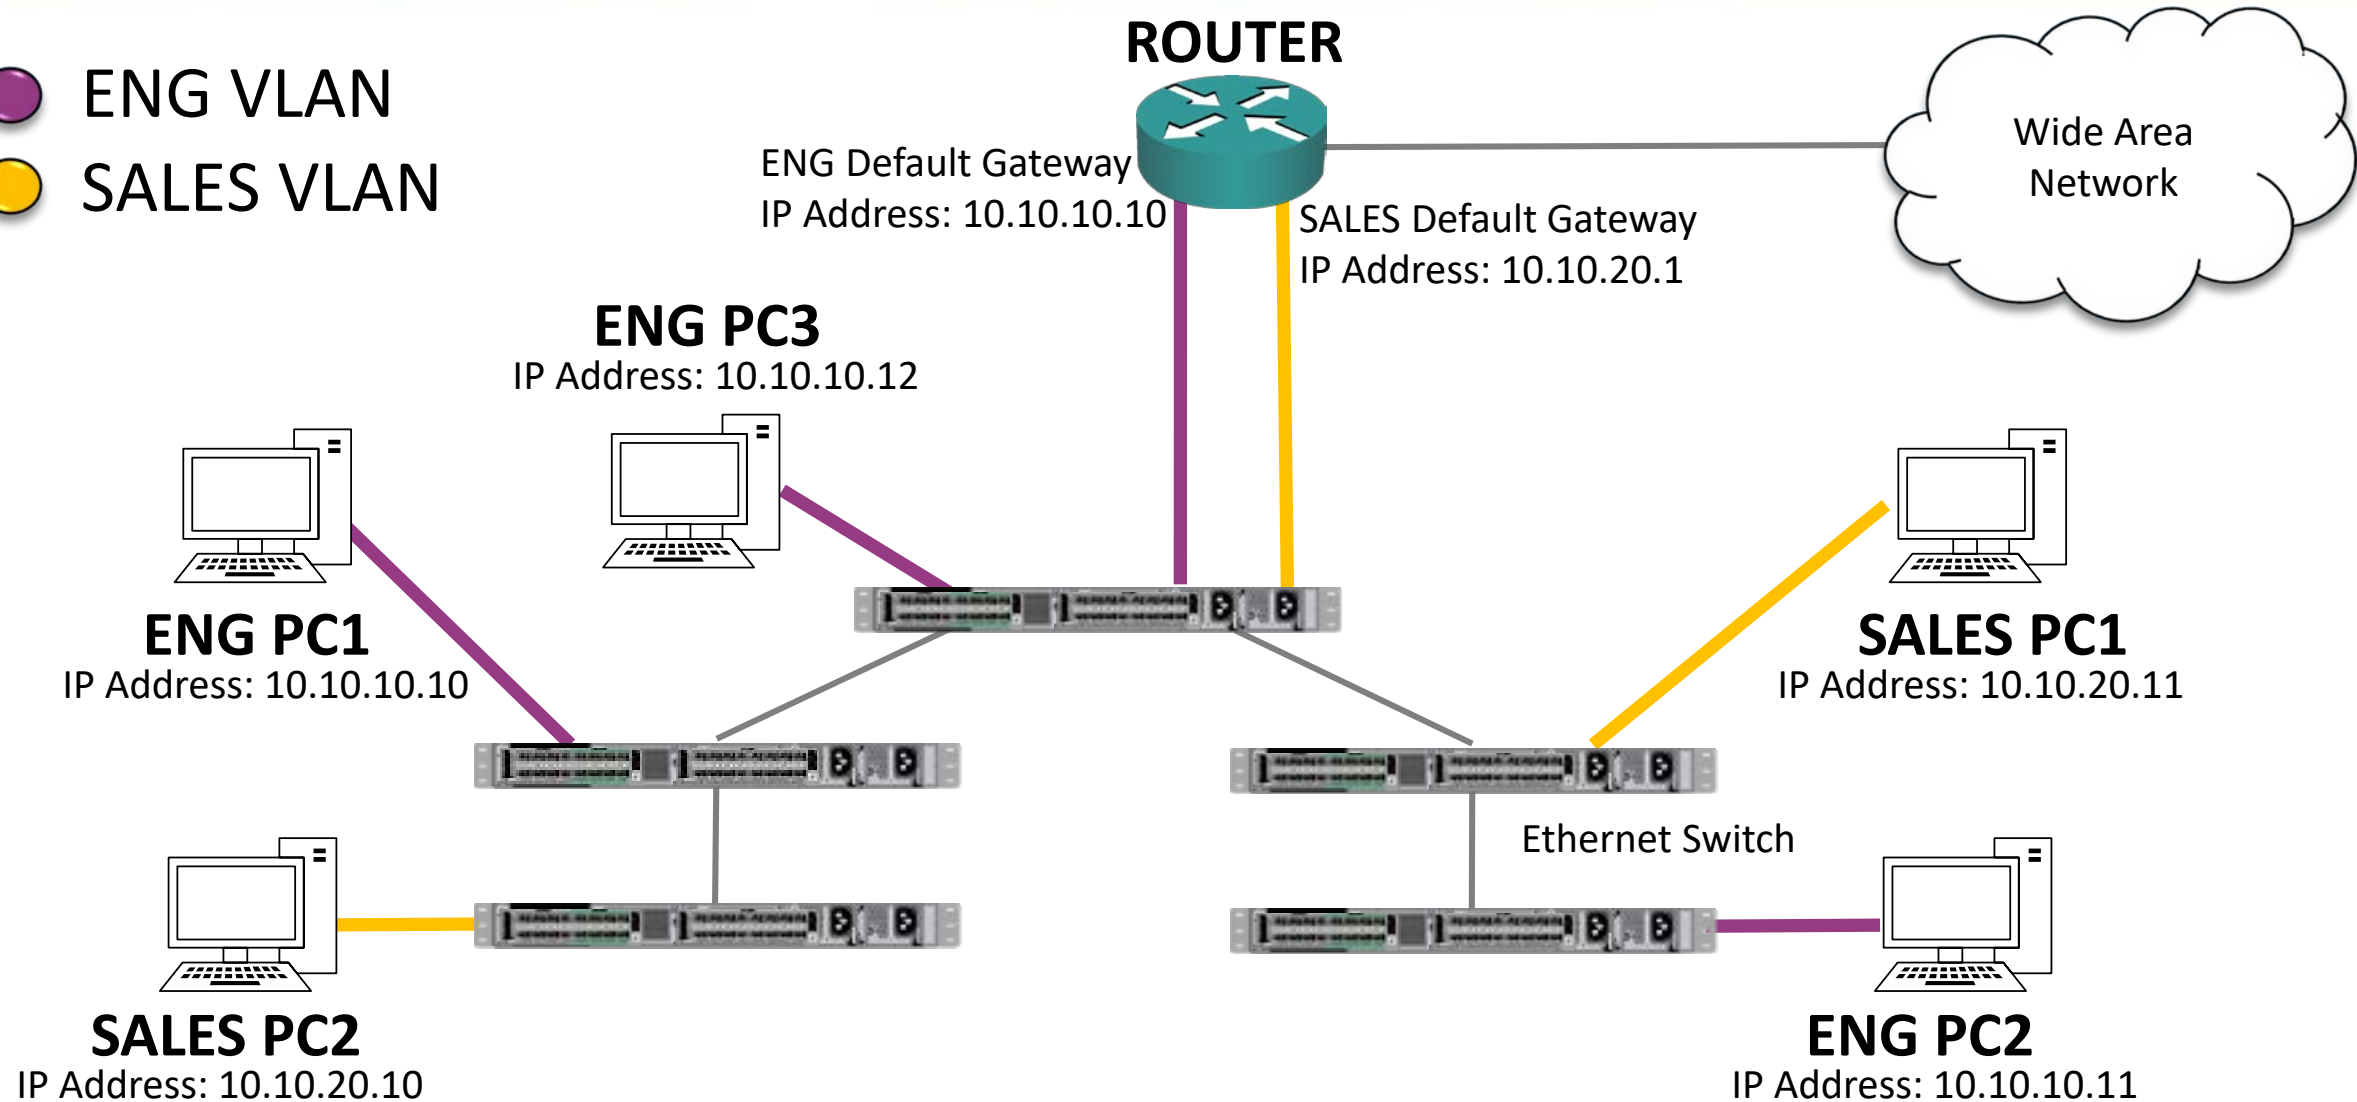 ROUTER
ENG VLAN
SALES VLAN
Wide Area
Network
ENG Default Gateway
IP Address: 10.10.10.10
SALES Default Gateway
IP Address: 10.10.20.1
ENG PC3
IP Address: 10.10.10.12
ENG PC1
IP Address: 10.10.10.10
SALES PC1
IP Address: 10.10.20.11
Ethernet Switch
SALES PC2
IP Address: 10.10.20.10
ENG PC2
IP Address: 10.10.10.11